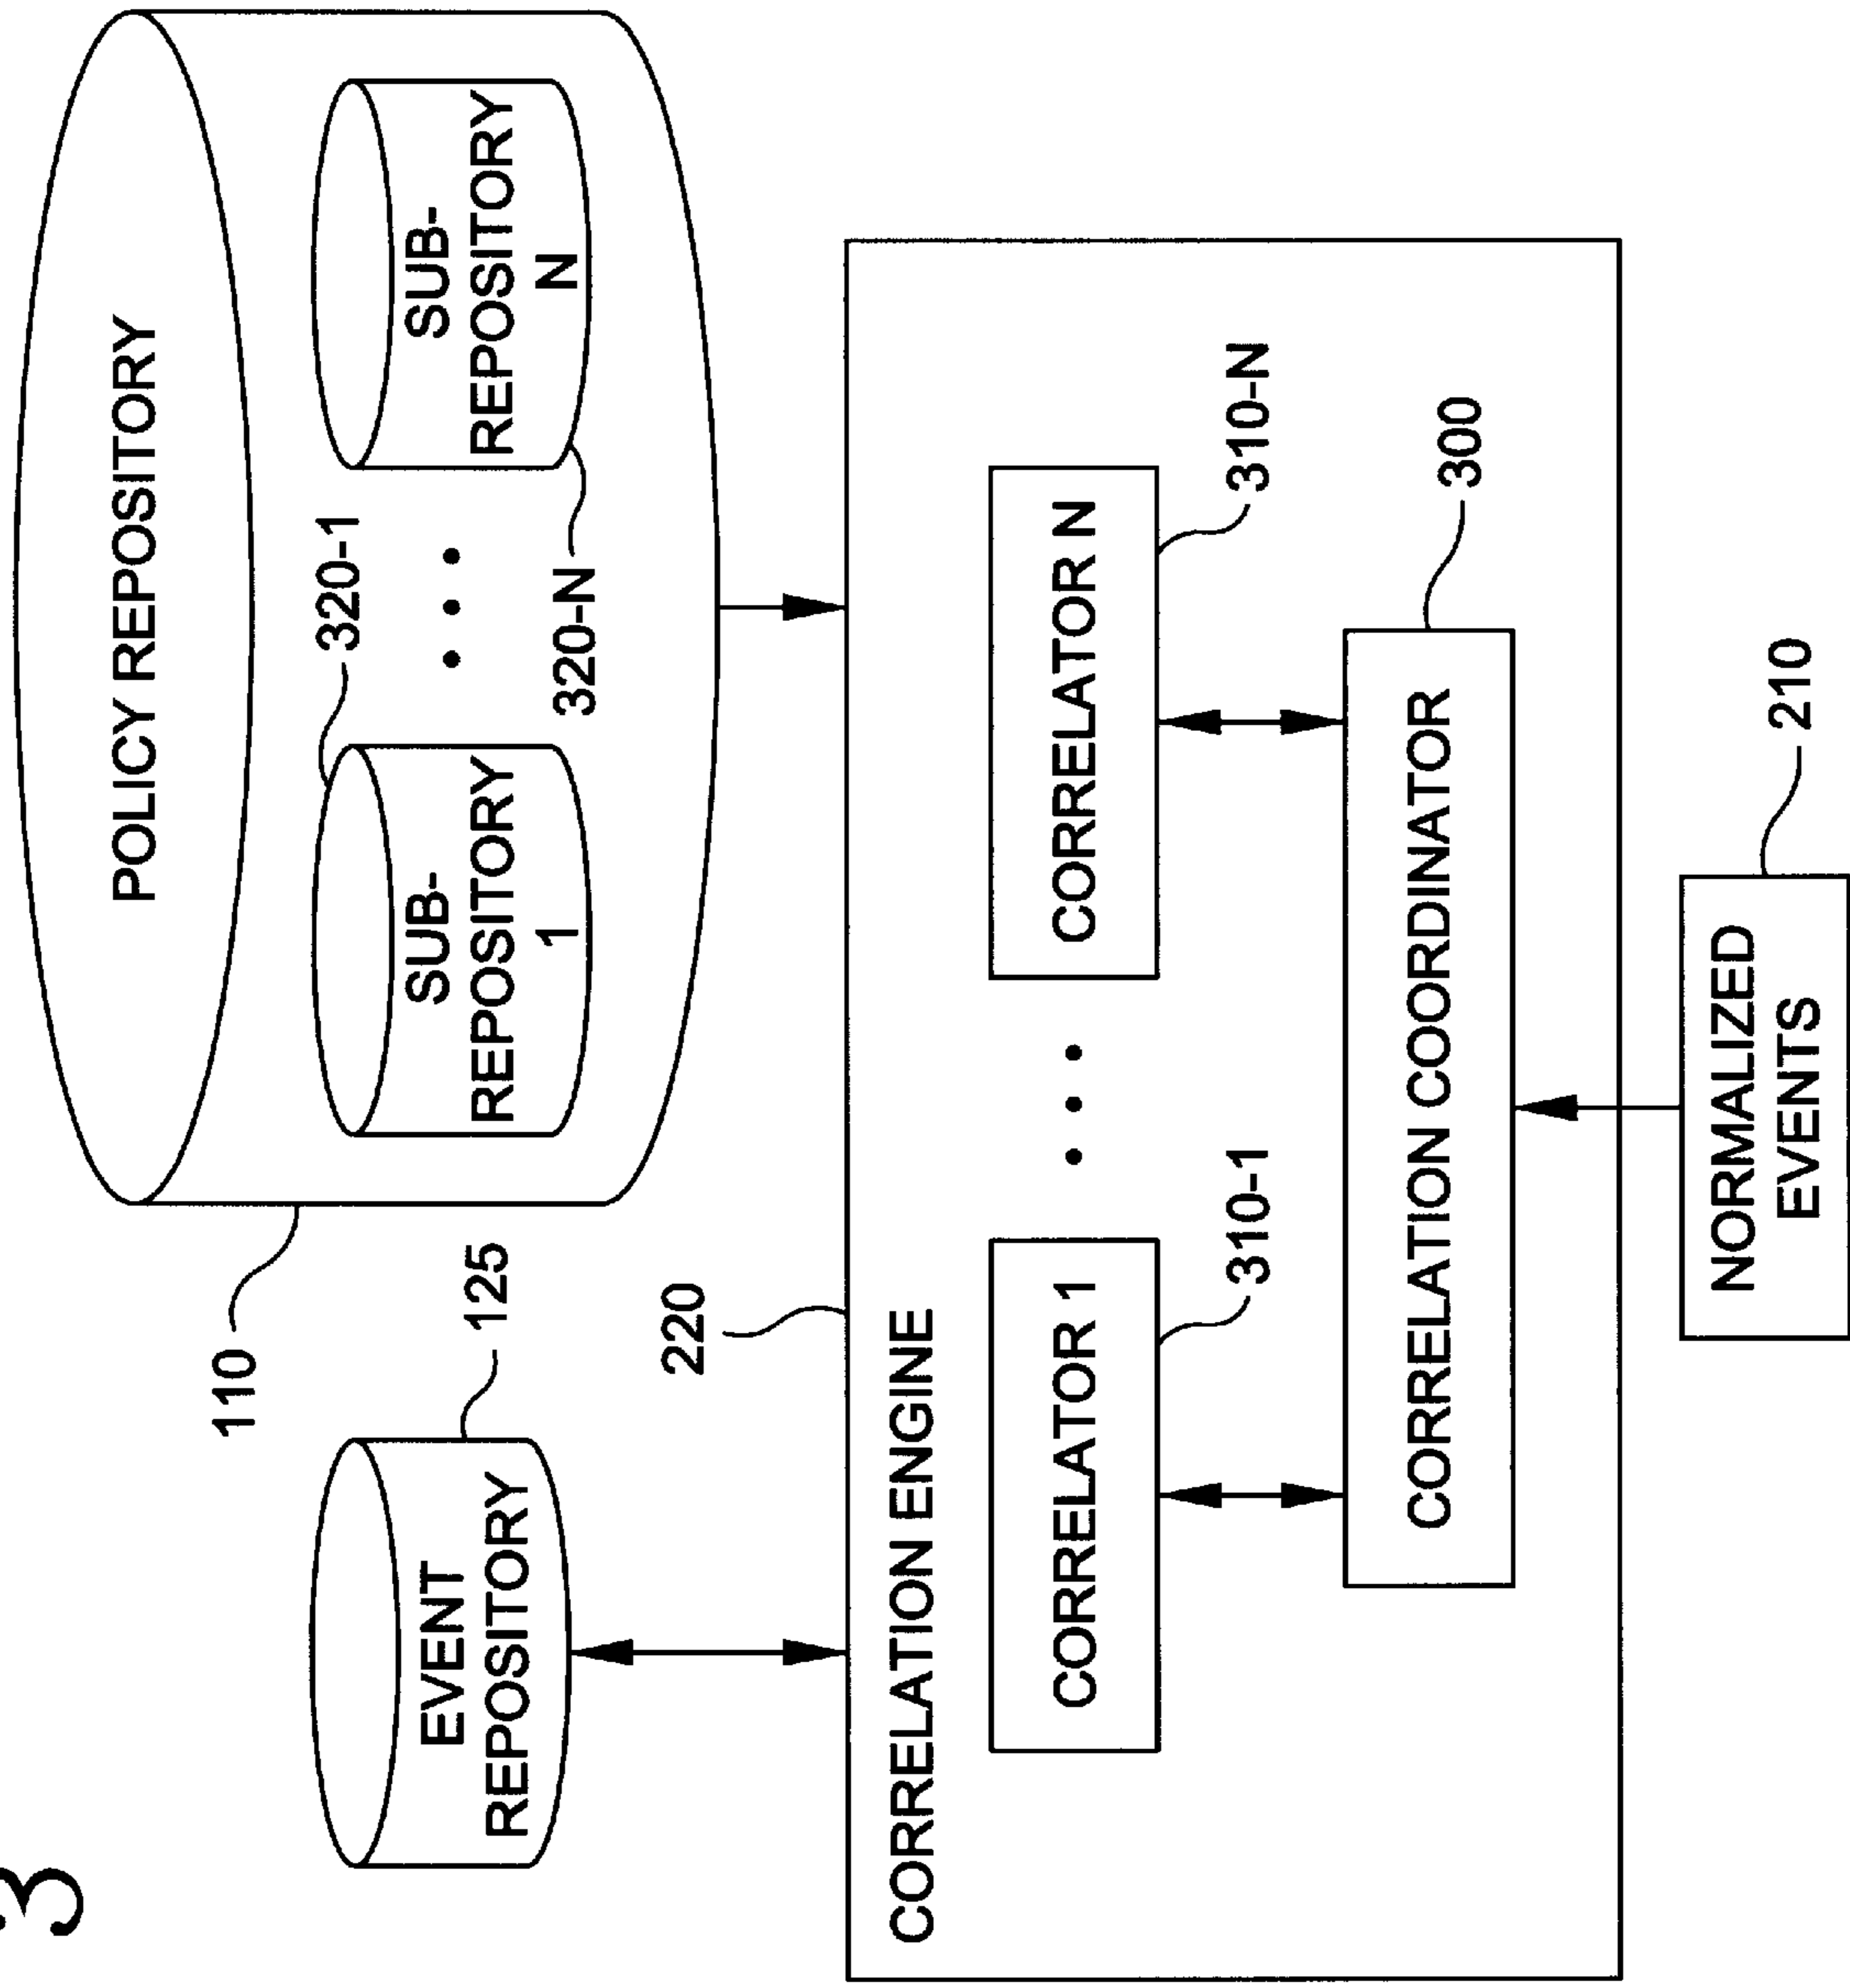 3
POLICY REPOSITORY
110
320-1
SUB-
REPOSITORY
1
SUB-
REPOSITORY
N
320-N
EVENT
REPOSITORY
125
220
CORRELATION ENGINE
CORRELATOR 1
310-1
CORRELATOR N
310-N
CORRELATION COORDINATOR
300
NORMALIZED
EVENTS
210